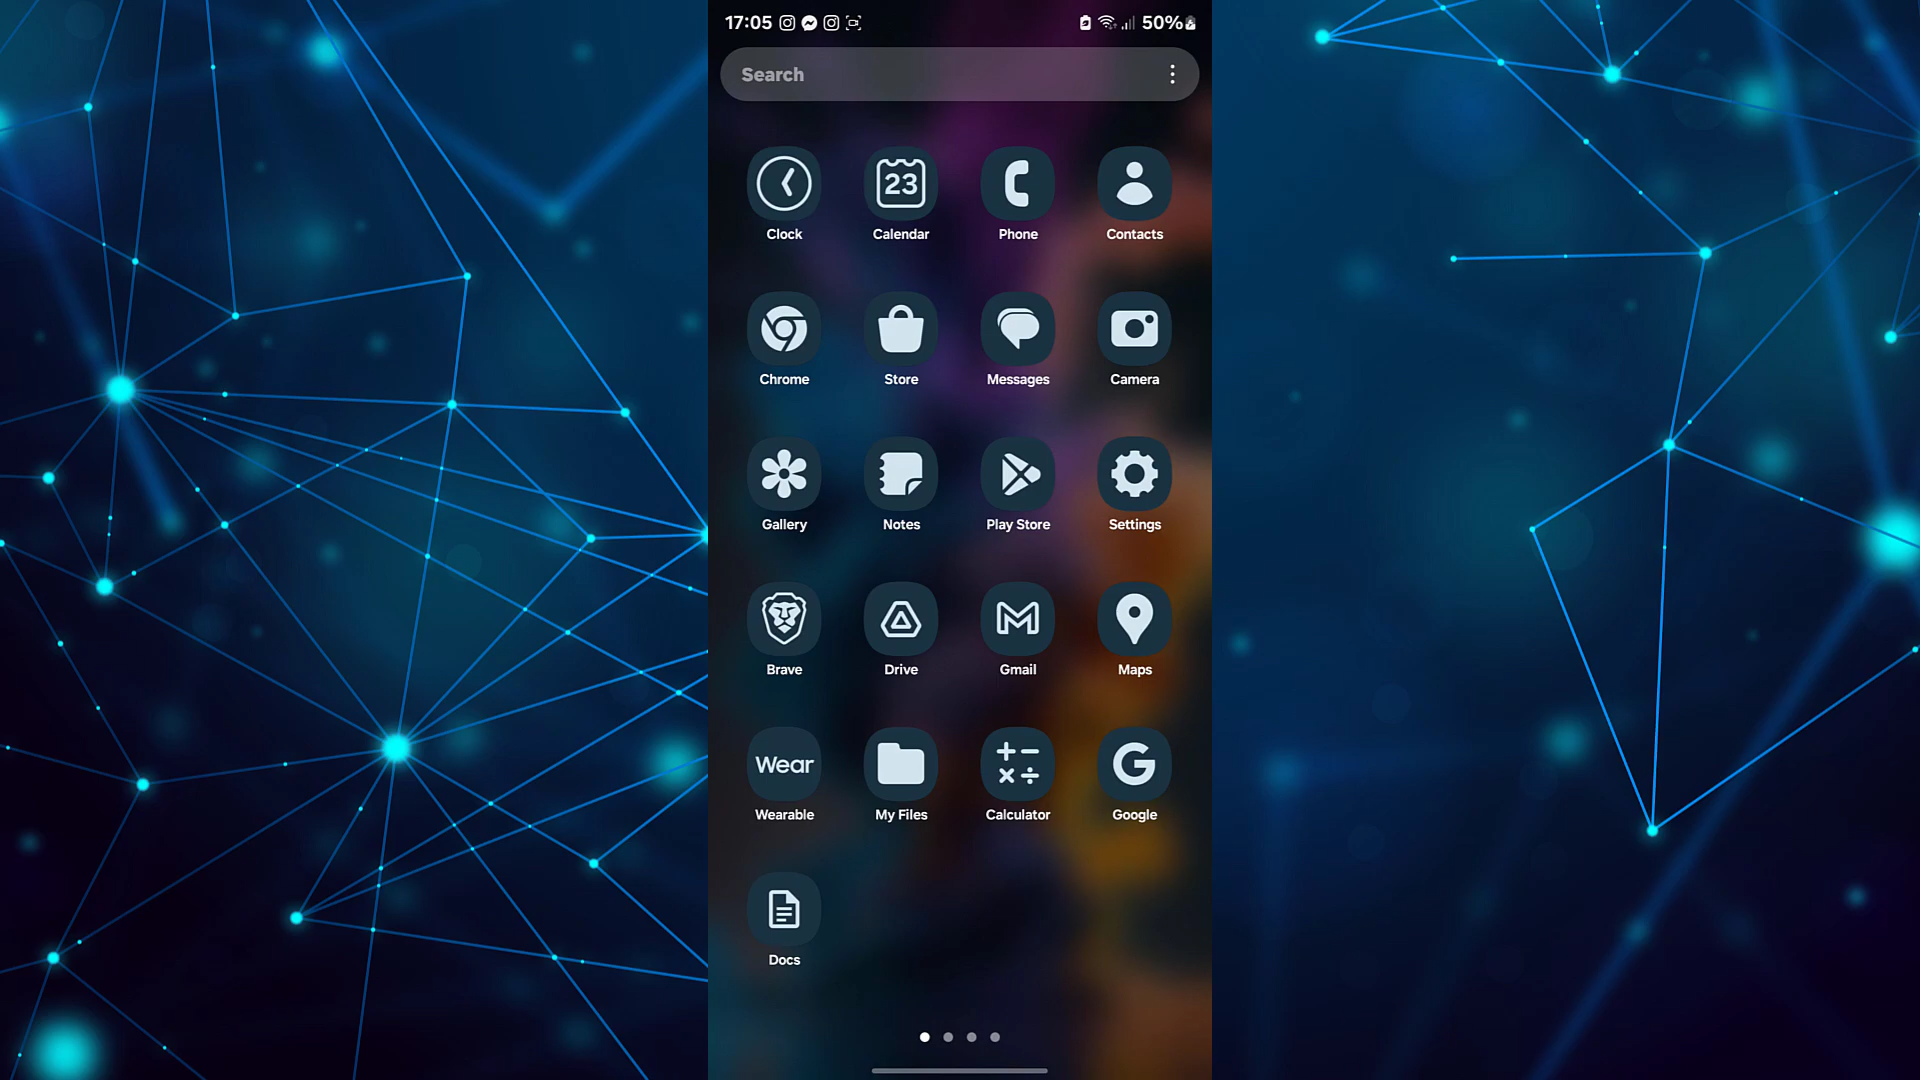 17:05 50%
Search
23
Clock Calendar Phone Contacts
Chrome Store Messages Camera
Gallery Notes Play Store Settings
Brave Drive Gmail Maps
Wear
Wearable My Files Calculator Google
Docs